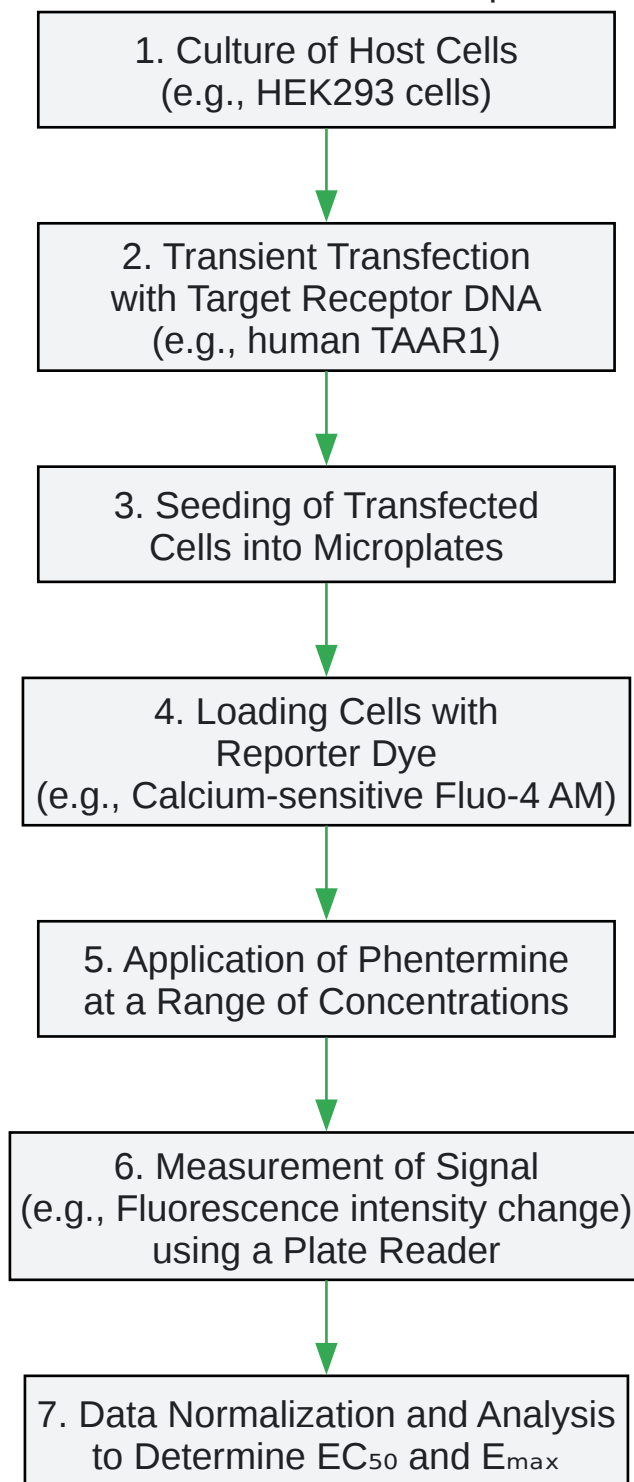 1. Culture of Host Cells
(e.g., HEK293 cells)
2. Transient Transfection
with Target Receptor DNA
(e.g., human TAAR1)
3. Seeding of Transfected
Cells into Microplates
4. Loading Cells with
Reporter Dye
(e.g., Calcium-sensitive Fluo-4 AM)
5. Application of Phentermine
at a Range of Concentrations
6. Measurement of Signal
(e.g., Fluorescence intensity change)
using a Plate Reader
7. Data Normalization and Analysis
to Determine EC₅₀ and Eₘₐₓ